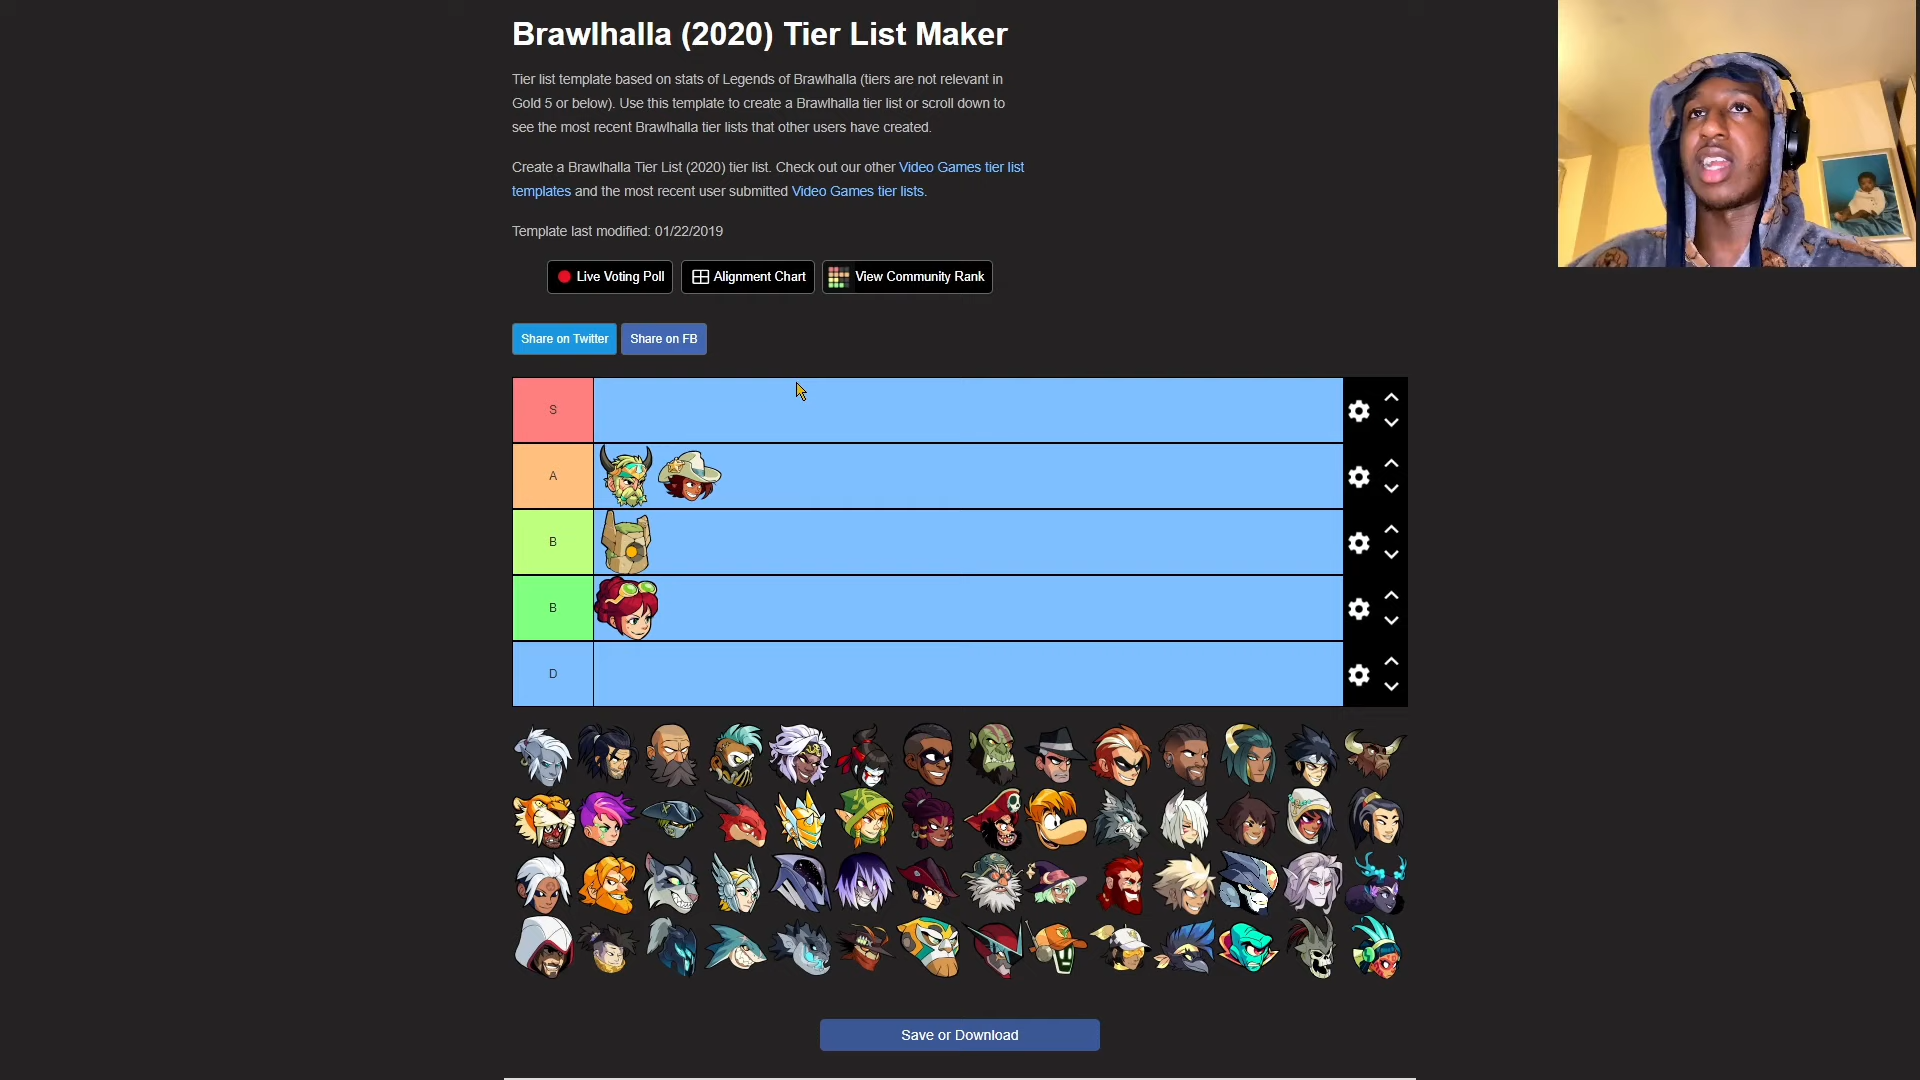 Brawlhalla (2020) Tier List Maker
Tier list template based on stats of Legends of Brawlhalla (tiers are not relevant in
Gold 5 or below). Use this template to create a Brawlhalla tier list or scroll down to
see the most recent Brawlhalla tier lists that other users have created.
Create a Brawlhalla Tier List (2020) tier list. Check out our other Video Games tier list
templates and the most recent user submitted Video Games tier lists.
Template last modified: 01/22/2019
Live Voting Poll
Alignment Chart
View Community Rank
Share on Twitter
Share on FB
S
A
B
B
D
Save or Download